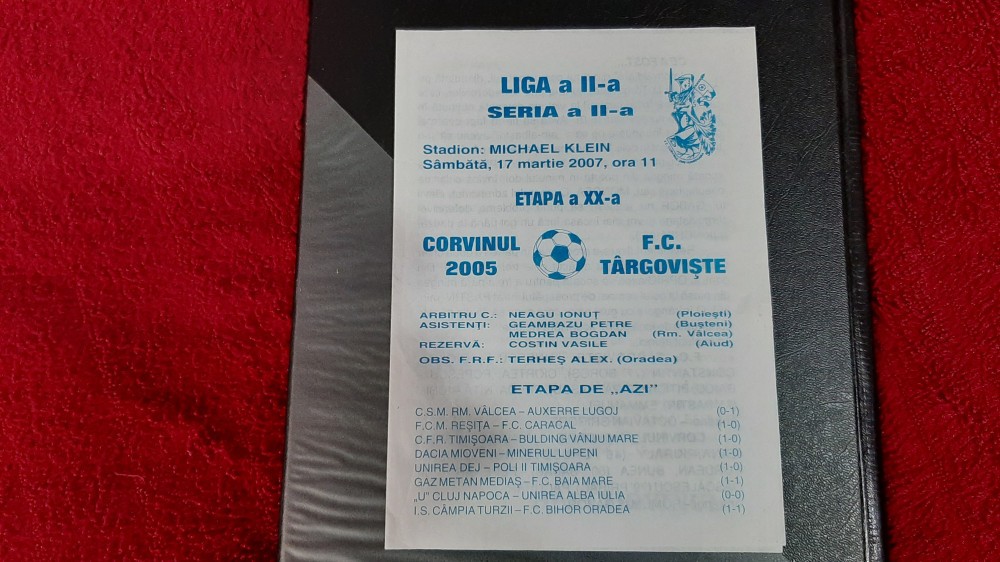 LIGA a II-a
SERIA a II-a
Stadion: MICHAEL KLEIN
Sâmbătă, 17 martie 2007, ora 11
ETAPA a XX-a
CORVINUL 2005
F.C. TÂRGOVIŞTE
ARBITRU C.: NEAGU IONUŢ (Ploieşti)
ASISTENŢI: GEAMBAZU PETRE (Buşteni)
MEDREA BOGDAN (Rm. Vâlcea)
REZERVĂ: COSTIN VASILE (Aiud)
OBS. F.R.F.: TERHEŞ ALEX. (Oradea)
ETAPA DE „AZI”
C.S.M. RM. VÂLCEA – AUXERRE LUGOJ (0-1)
F.C.M. REŞIŢA – F.C. CARACAL (1-0)
C.F.R. TIMIŞOARA – BULDING VÂNJU MARE (1-0)
DACIA MIOVENI – MINERUL LUPENI (1-0)
UNIREA DEJ – POLI II TIMIŞOARA (1-0)
GAZ METAN MEDIAŞ – F.C. BAIA MARE (1-1)
„U” CLUJ NAPOCA – UNIREA ALBA IULIA (0-0)
I.S. CÂMPIA TURZII – F.C. BIHOR ORADEA (1-1)